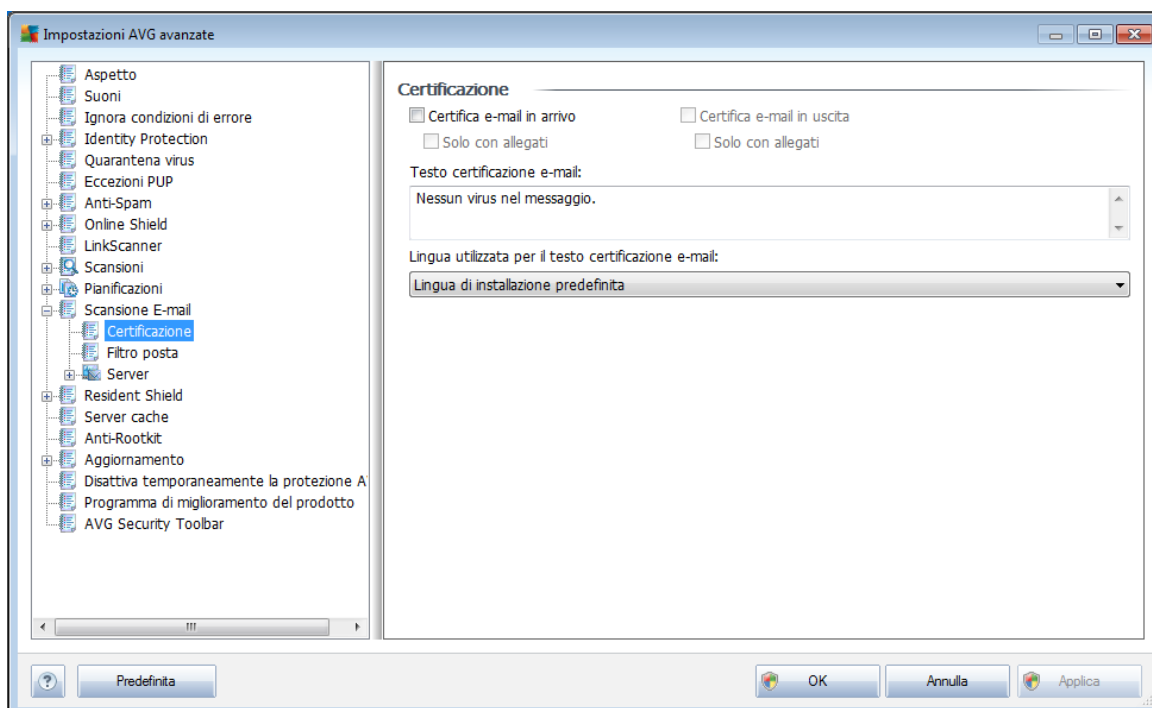 Impostazioni AVG avanzate
Aspetto
Suoni
Ignora condizioni di errore
Identity Protection
Quarantena virus
Eccezioni PUP
Anti-Spam
Online Shield
LinkScanner
Scansioni
Pianificazioni
Scansione E-mail
Certificazione
Filtro posta
Server
Resident Shield
Server cache
Anti-Rootkit
Aggiornamento
Disattiva temporaneamente la protezione A
Programma di miglioramento del prodotto
AVG Security Toolbar
Certificazione
Certifica e-mail in arrivo
Certifica e-mail in uscita
Solo con allegati
Solo con allegati
Testo certificazione e-mail:
Nessun virus nel messaggio.
Lingua utilizzata per il testo certificazione e-mail:
Lingua di installazione predefinita
?
Predefinita
OK
Annulla
Applica